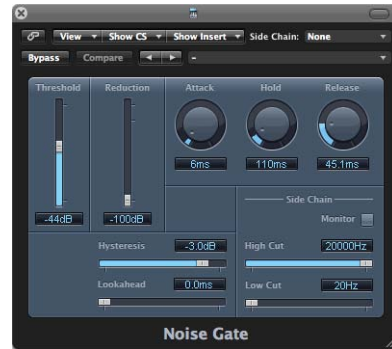 View Show CS Show Insert Side Chain: None
Bypass Compare -
Threshold Reduction Attack Hold Release
6ms 110ms 45.1ms
-44dB -100dB
Side Chain
Monitor
Hysteresis -3.0dB High Cut 20000Hz
Lookahead 0.0ms Low Cut 20Hz
Noise Gate